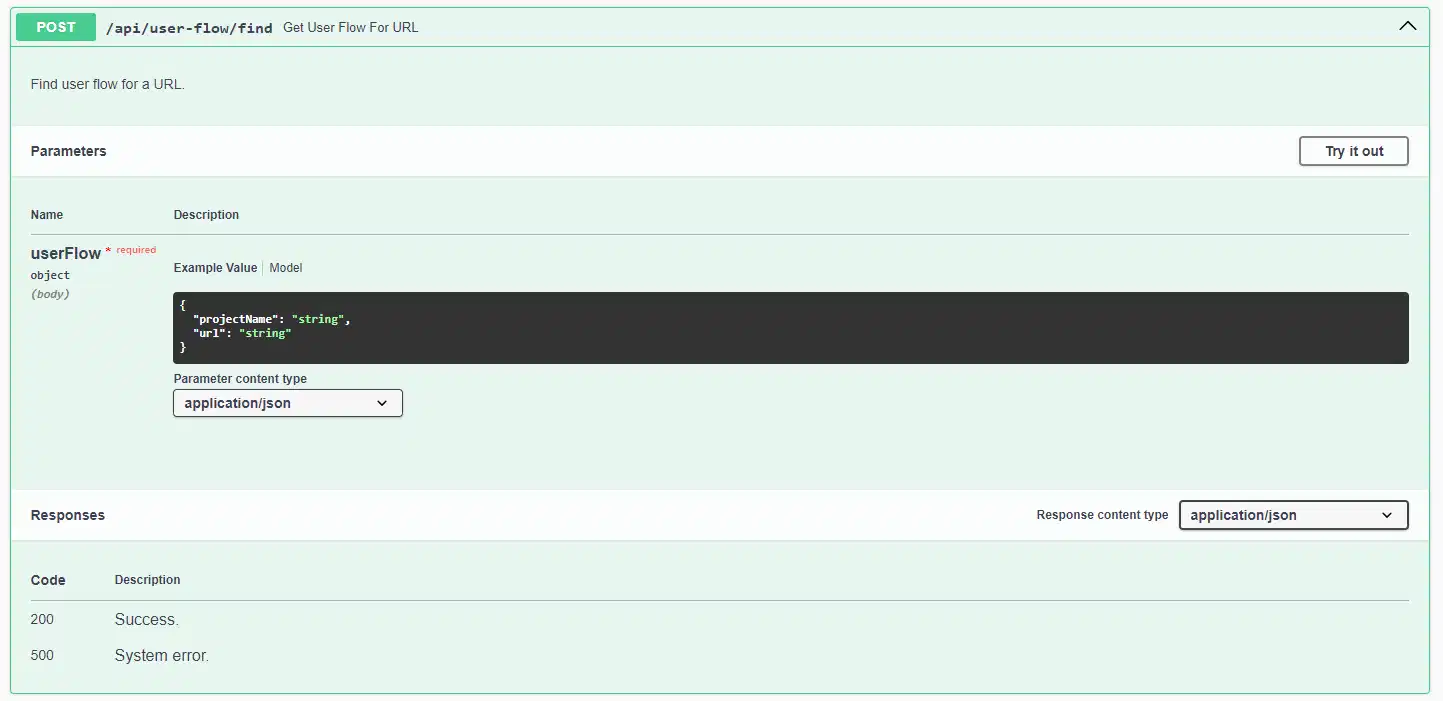 POST /api/user-flow/find Get User Flow For URL
Find user flow for a URL.
Parameters Try it out
Name Description
userFlow * required
object
(body)
Example Value Model
{
"projectName": "string",
"url": "string"
}
Parameter content type
application/json
Responses Response content type application/json
Code Description
200 Success.
500 System error.